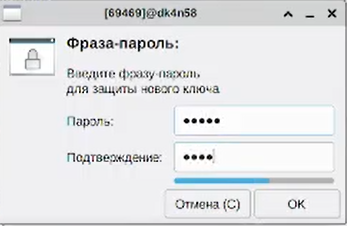 [69469]@dk4n58
Фраза-пароль:
Введите фразу-пароль
для защиты нового ключа
Пароль: •••••
Подтверждение: ••••
Отмена (C) OK